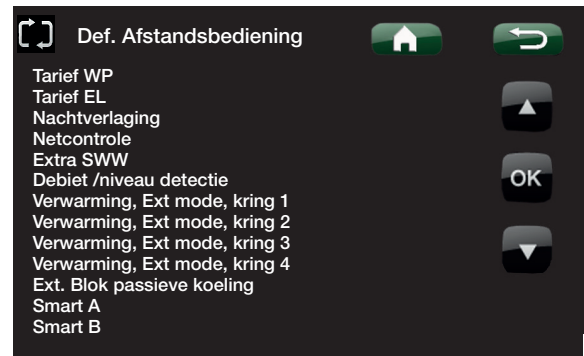 Def. Afstandsbediening
Tarief WP
Tarief EL
Nachtverlaging
Netcontrole
Extra SWW
Debiet /niveau detectie
Verwarming, Ext mode, kring 1
Verwarming, Ext mode, kring 2
Verwarming, Ext mode, kring 3
Verwarming, Ext mode, kring 4
Ext. Blok passieve koeling
Smart A
Smart B
OK